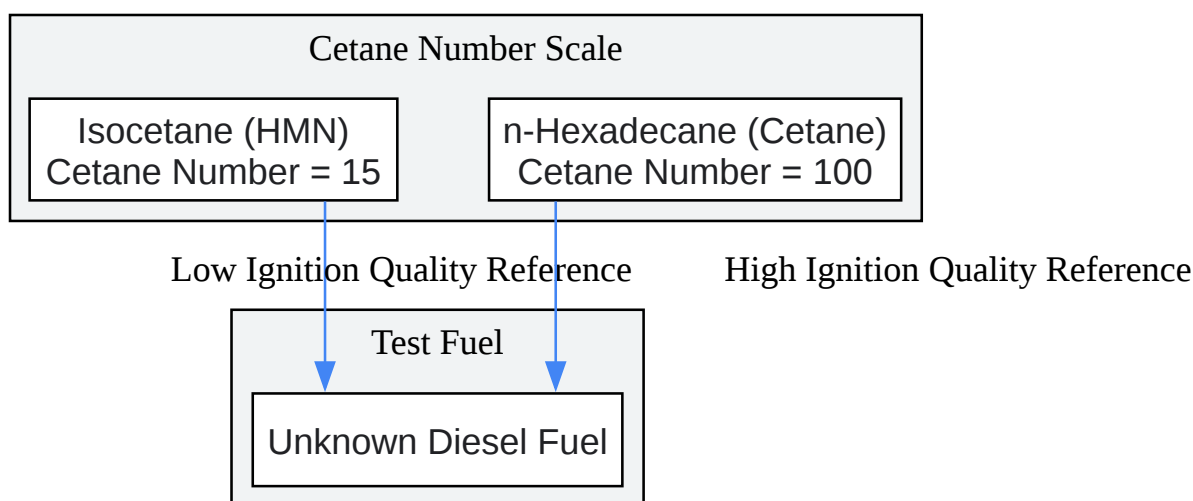 Cetane Number Scale
Isocetane (HMN)
Cetane Number = 15
n-Hexadecane (Cetane)
Cetane Number = 100
Low Ignition Quality Reference
High Ignition Quality Reference
Test Fuel
Unknown Diesel Fuel